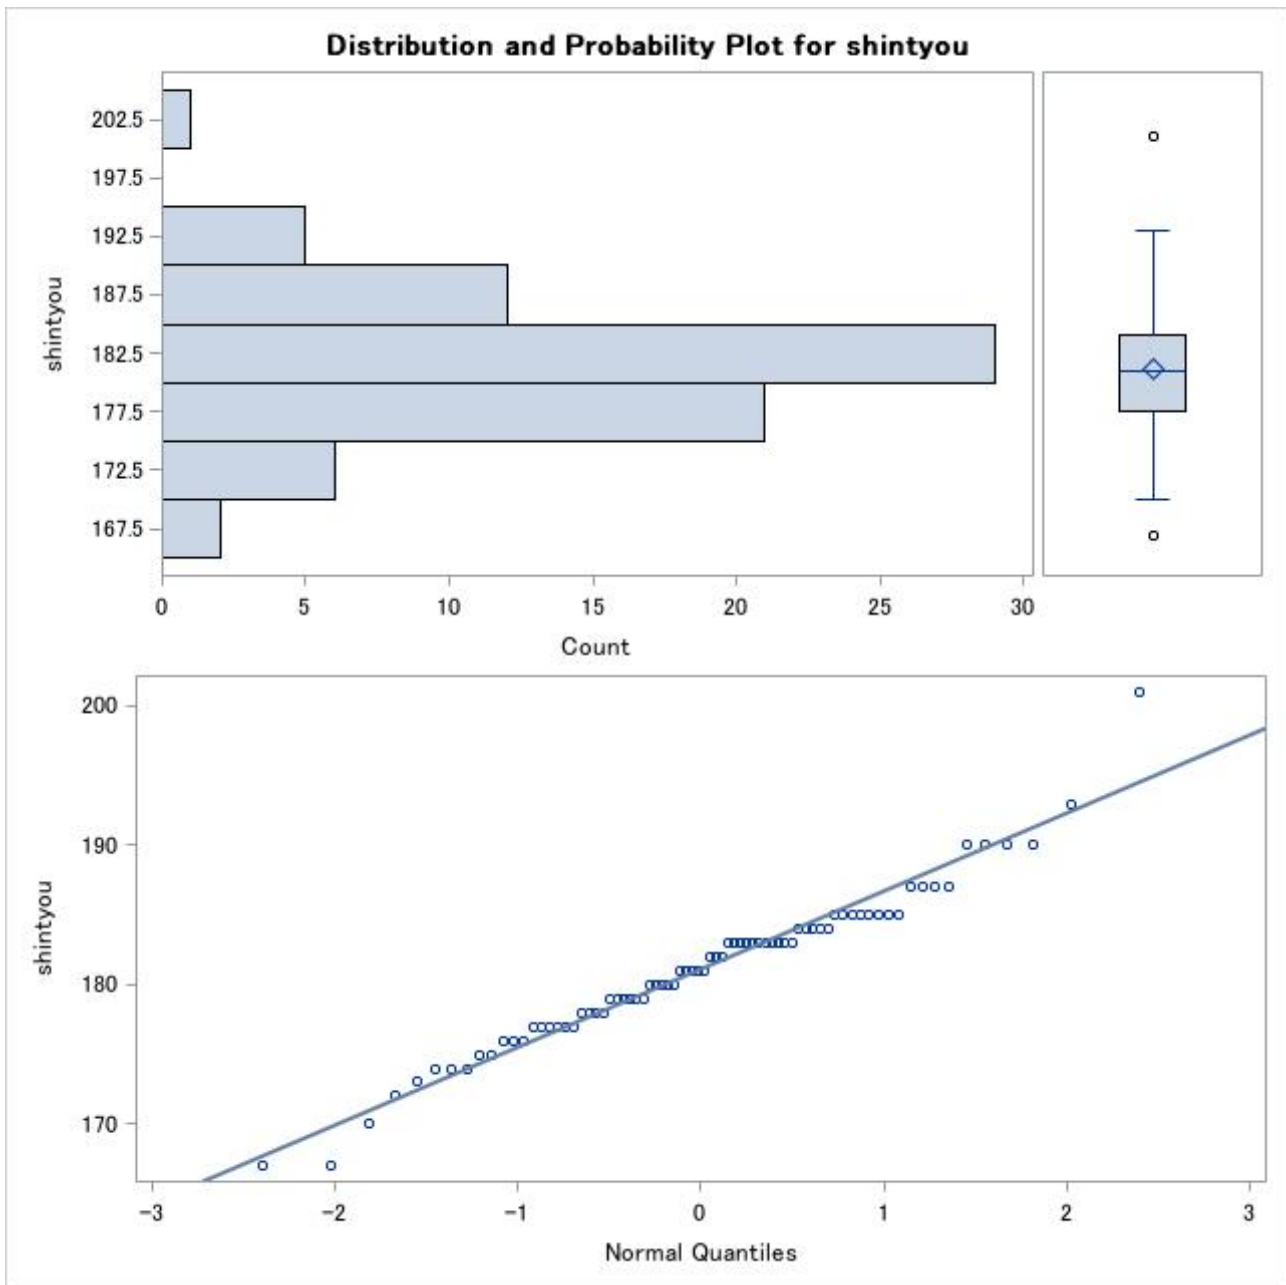 Distribution and Probability Plot for shintyou
202.5
197.5
192.5
187.5
182.5
177.5
172.5
167.5
shintyou
0 5 10 15 20 25 30
Count
200
190
180
170
shintyou
−3 −2 −1 0 1 2 3
Normal Quantiles